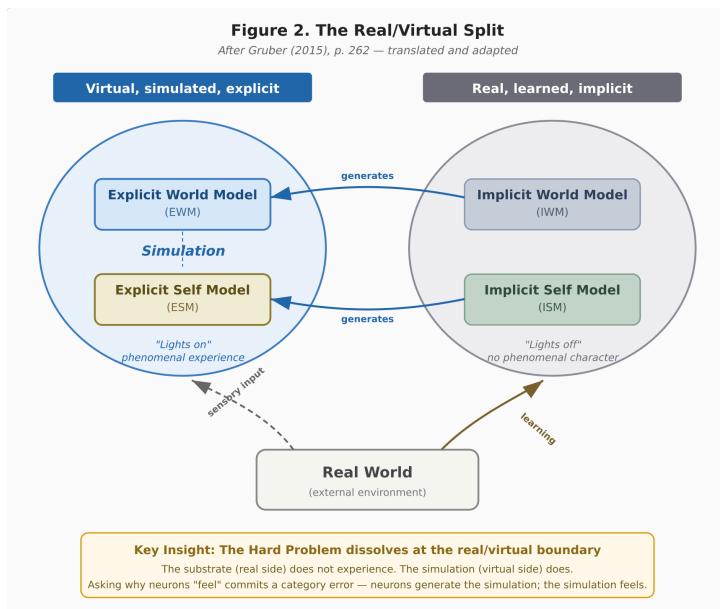 Figure 2. The Real/Virtual Split
After Gruber (2015), p. 262 — translated and adapted
Virtual, simulated, explicit
Real, learned, implicit
generates
Explicit World Model
(EWM)
Implicit World Model
(IWM)
Simulation
Explicit Self Model
(ESM)
Implicit Self Model
(ISM)
generates
"Lights on"
phenomenal experience
"Lights off"
no phenomenal character
sensory input
learning
Real World
(external environment)
Key Insight: The Hard Problem dissolves at the real/virtual boundary
The substrate (real side) does not experience. The simulation (virtual side) does.
Asking why neurons "feel" commits a category error — neurons generate the simulation; the simulation feels.